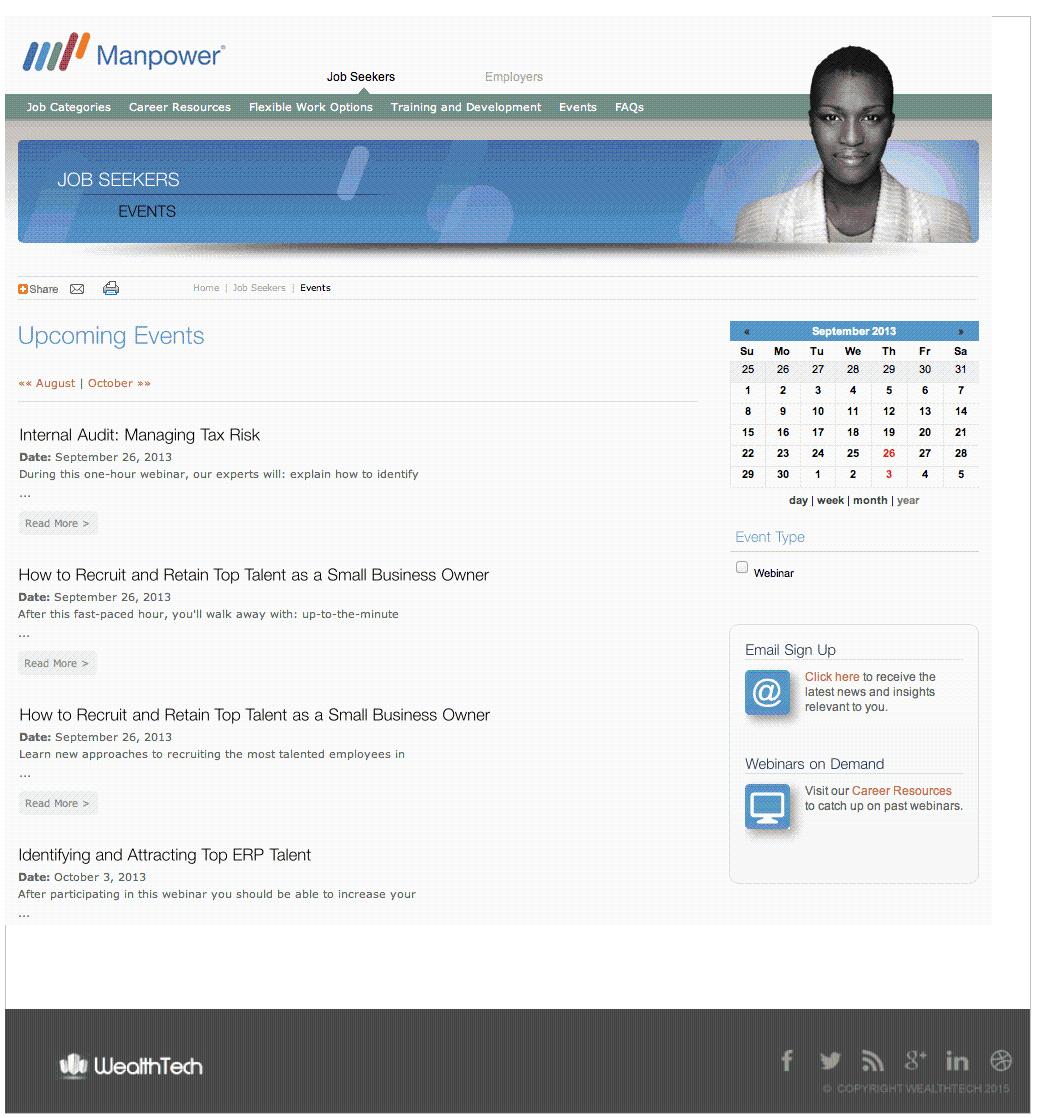 Manpower®
Job Seekers Employers
Job Categories Career Resources Flexible Work Options Training and Development Events FAQs
JOB SEEKERS
EVENTS
Share Home | Job Seekers | Events
Upcoming Events
«« August | October »»
Internal Audit: Managing Tax Risk
Date: September 26, 2013
During this one-hour webinar, our experts will: explain how to identify
...
Read More >
How to Recruit and Retain Top Talent as a Small Business Owner
Date: September 26, 2013
After this fast-paced hour, you'll walk away with: up-to-the-minute
...
Read More >
How to Recruit and Retain Top Talent as a Small Business Owner
Date: September 26, 2013
Learn new approaches to recruiting the most talented employees in
...
Read More >
Identifying and Attracting Top ERP Talent
Date: October 3, 2013
After participating in this webinar you should be able to increase your
...
« September 2013 »
Su Mo Tu We Th Fr Sa
25 26 27 28 29 30 31
1 2 3 4 5 6 7
8 9 10 11 12 13 14
15 16 17 18 19 20 21
22 23 24 25 26 27 28
29 30 1 2 3 4 5
day | week | month | year
Event Type
Webinar
Email Sign Up
@
Click here to receive the
latest news and insights
relevant to you.
Webinars on Demand
Visit our Career Resources
to catch up on past webinars.
WealthTech
f g+ in
© COPYRIGHT WEALTHTECH 2015